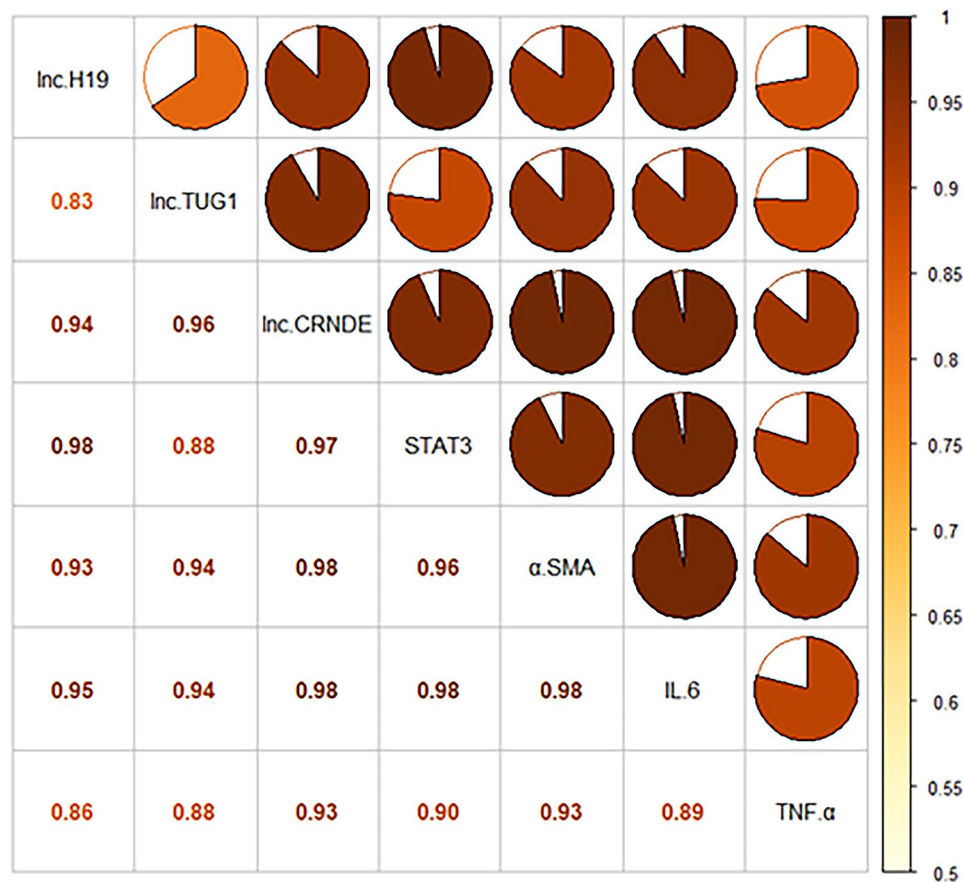 lnc.H19
0.83 lnc.TUG1
0.94 0.96 lnc.CRNDE
0.98 0.88 0.97 STAT3
0.93 0.94 0.98 0.96 α.SMA
0.95 0.94 0.98 0.98 0.98 IL.6
0.86 0.88 0.93 0.90 0.93 0.89 TNF.α
1
0.95
0.9
0.85
0.8
0.75
0.7
0.65
0.6
0.55
0.5